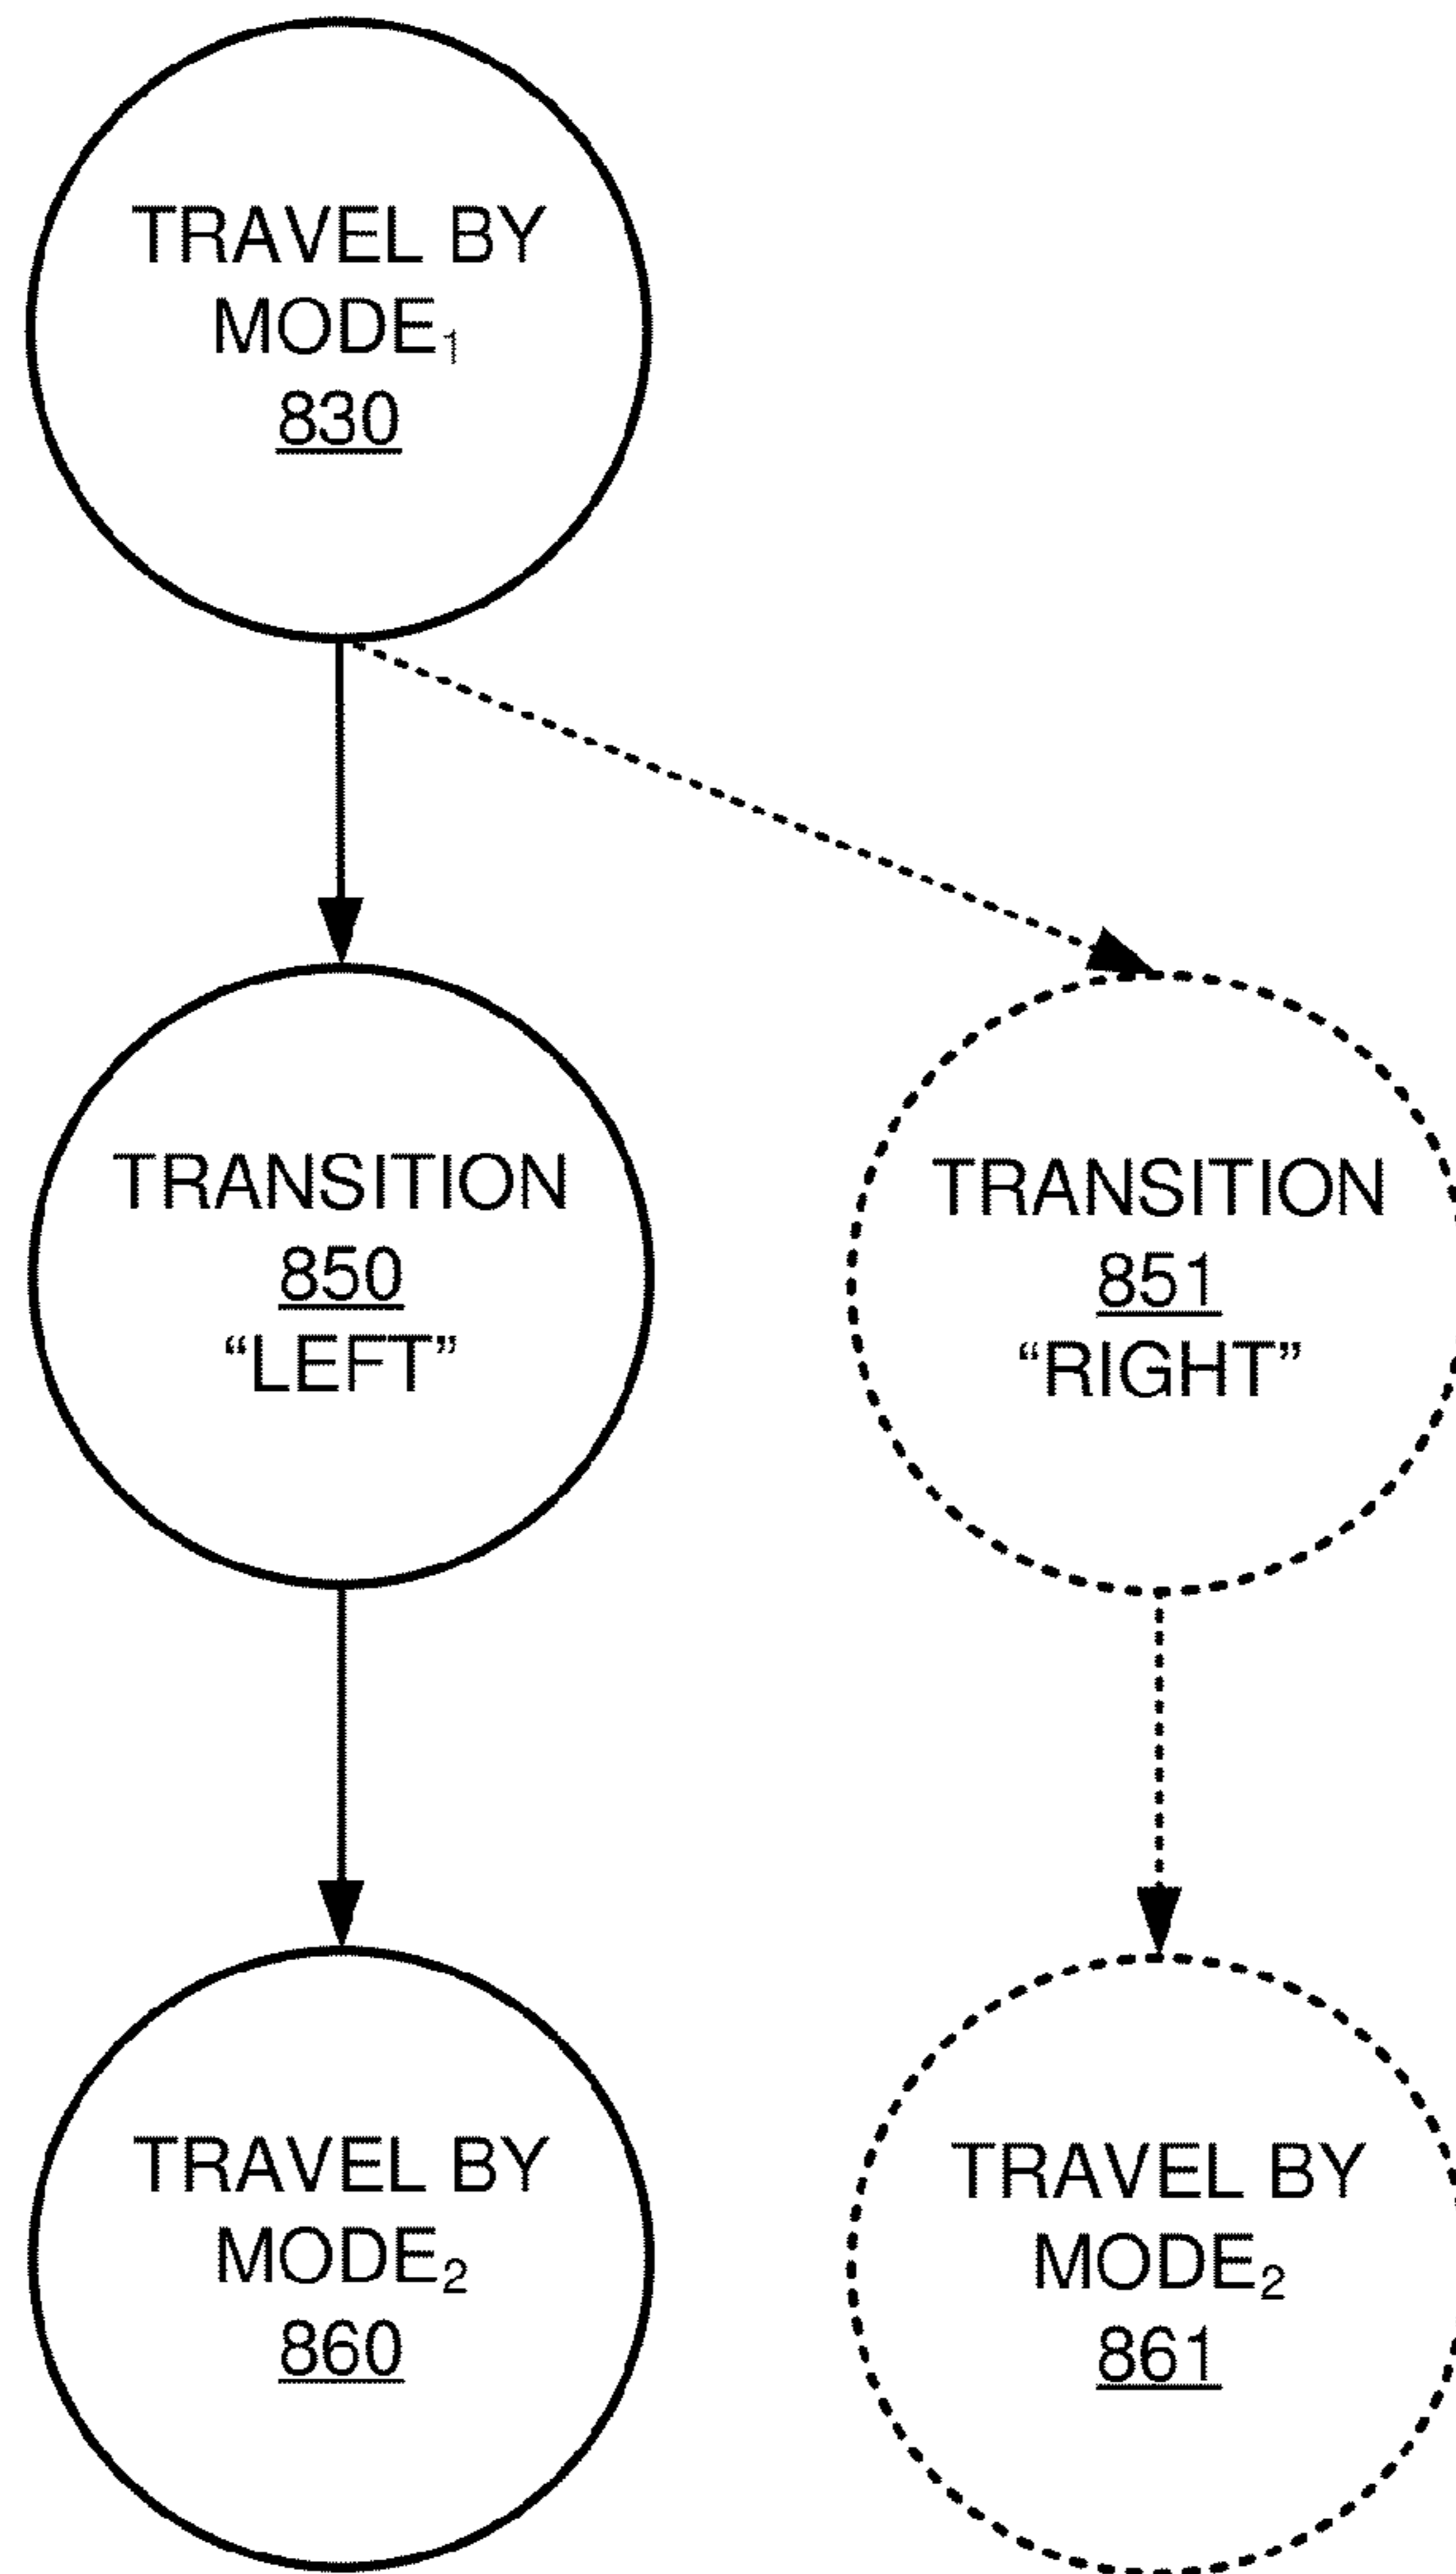 TRAVEL BY
MODE₁
830
TRANSITION
850
“LEFT”
TRANSITION
851
“RIGHT”
TRAVEL BY
MODE₂
860
TRAVEL BY
MODE₂
861